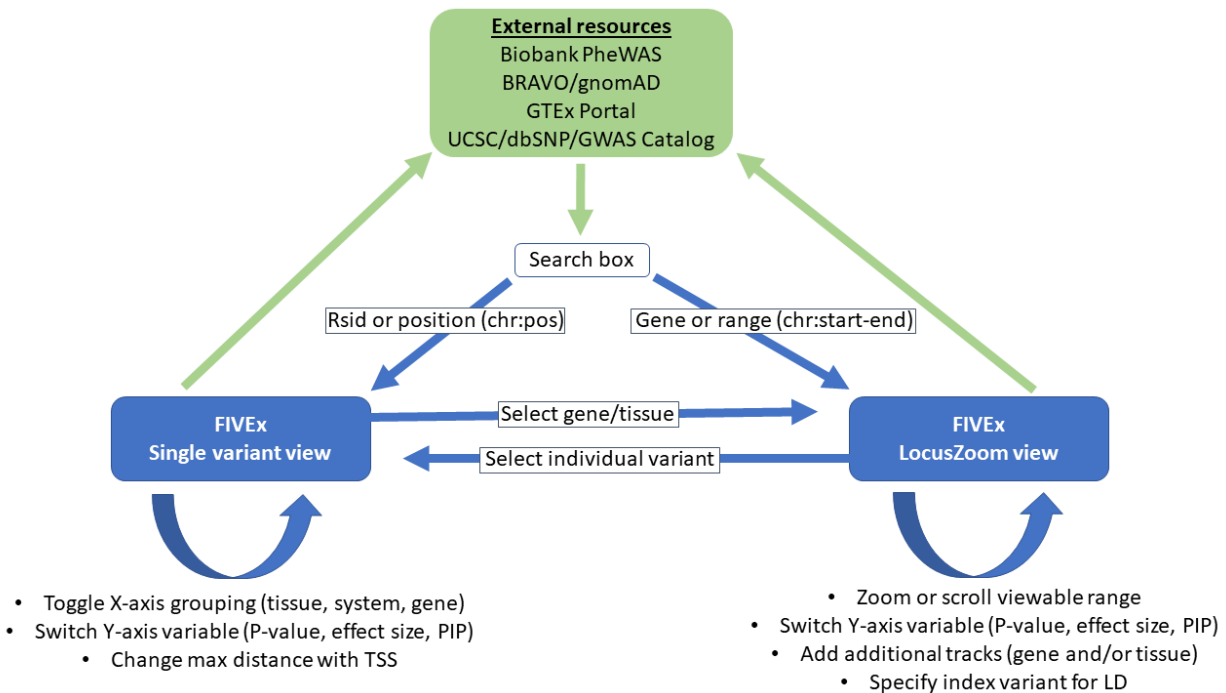 External resources
Biobank PheWAS
BRAVO/gnomAD
GTEx Portal
UCSC/dbSNP/GWAS Catalog
Search box
Rsid or position (chr:pos)
Gene or range (chr:start-end)
FIVEx
Single variant view
Select gene/tissue
Select individual variant
FIVEx
LocusZoom view
• Toggle X-axis grouping (tissue, system, gene)
• Switch Y-axis variable (P-value, effect size, PIP)
• Change max distance with TSS
• Zoom or scroll viewable range
• Switch Y-axis variable (P-value, effect size, PIP)
• Add additional tracks (gene and/or tissue)
• Specify index variant for LD